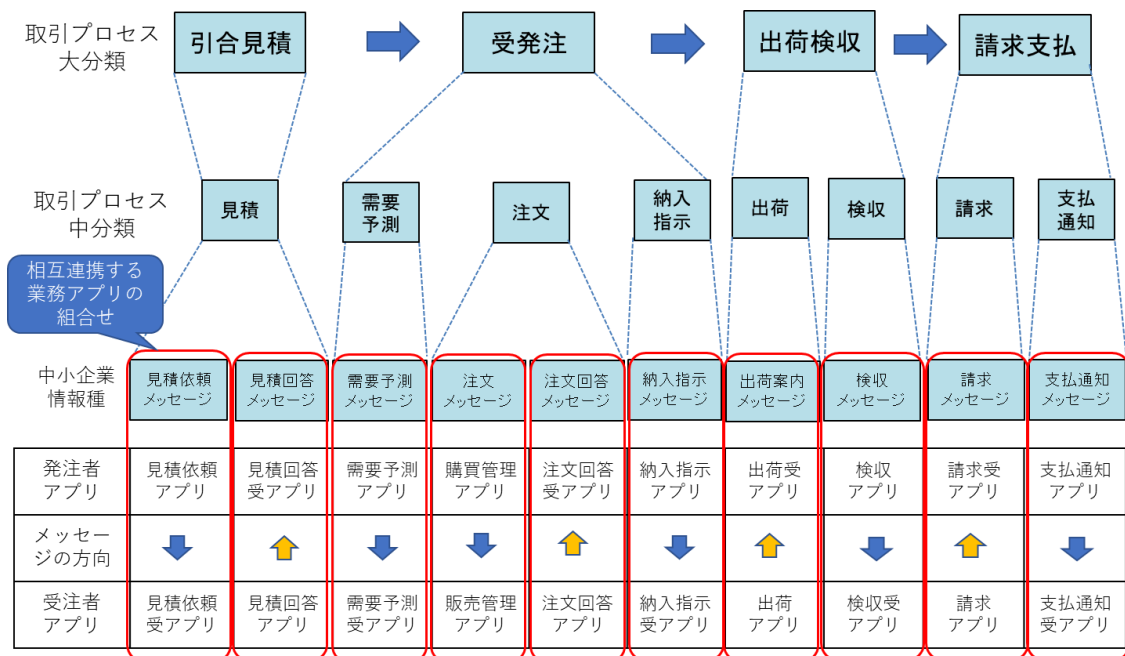 取引プロセス
大分類
引合見積
受発注
出荷検収
請求支払
取引プロセス
中分類
見積
需要
予測
注文
納入
指示
出荷
検収
請求
支払
通知
相互連携する
業務アプリの
組合せ
中小企業
情報種
見積依頼
メッセージ
見積回答
メッセージ
需要予測
メッセージ
注文
メッセージ
注文回答
メッセージ
納入指示
メッセージ
出荷案内
メッセージ
検収
メッセージ
請求
メッセージ
支払通知
メッセージ
発注者
アプリ
見積依頼
アプリ
見積回答
受アプリ
需要予測
アプリ
購買管理
アプリ
注文回答
受アプリ
納入指示
アプリ
出荷受
アプリ
検収
アプリ
請求受
アプリ
支払通知
アプリ
メッセー
ジの方向
受注者
アプリ
見積依頼
受アプリ
見積回答
アプリ
需要予測
受アプリ
販売管理
アプリ
注文回答
アプリ
納入指示
受アプリ
出荷
アプリ
検収受
アプリ
請求
アプリ
支払通知
受アプリ